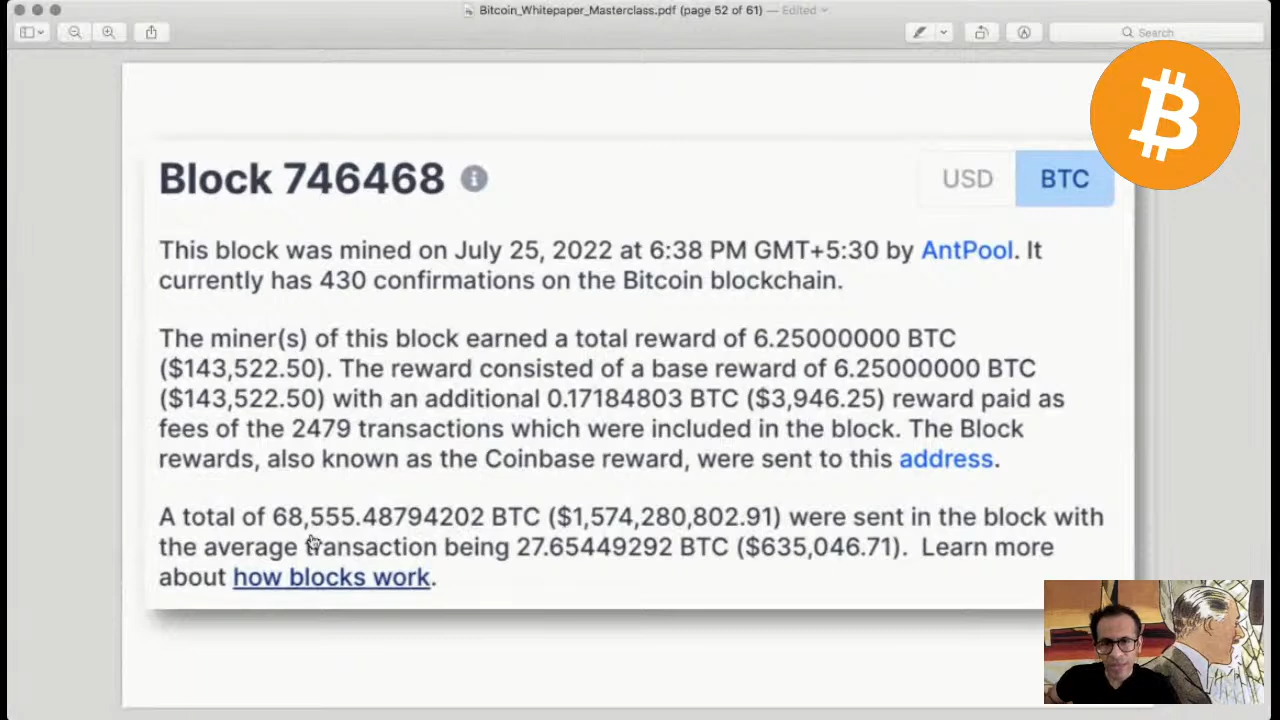 Bitcoin_Whitepaper_Masterclass.pdf (page 52 of 61) — Edited
Search
Block 746468
USD
BTC
This block was mined on July 25, 2022 at 6:38 PM GMT+5:30 by AntPool. It
currently has 430 confirmations on the Bitcoin blockchain.
The miner(s) of this block earned a total reward of 6.25000000 BTC
($143,522.50). The reward consisted of a base reward of 6.25000000 BTC
($143,522.50) with an additional 0.17184803 BTC ($3,946.25) reward paid as
fees of the 2479 transactions which were included in the block. The Block
rewards, also known as the Coinbase reward, were sent to this address.
A total of 68,555.48794202 BTC ($1,574,280,802.91) were sent in the block with
the average transaction being 27.65449292 BTC ($635,046.71).  Learn more
about how blocks work.